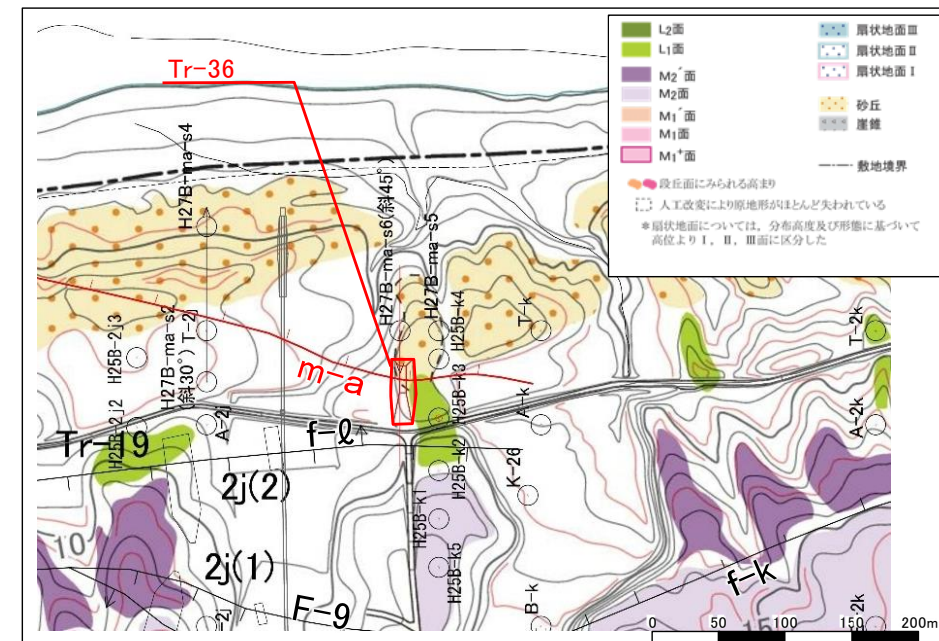 Tr-36
L₂面
L₁面
M₂´面
M₂面
M₁´面
M₁面
M₁⁺面
扇状地面Ⅲ
扇状地面Ⅱ
扇状地面Ⅰ
砂丘
崖錐
敷地境界
段丘面にみられる高まり
人工改変により原地形がほとんど失われている
*扇状地面については,分布高度及び形態に基づいて
高位よりⅠ,Ⅱ,Ⅲ面に区分した
H27B-ma-s4
H27B-ma-s6(斜45°)
H27B-ma-s5
H25B-k4
T-k
H25B-2j3
H27B-ma-s2
(斜30°)
T-2j
m-a
H25B-k3
T-2k
H25B-2j2
A-2j
A-k
A-2k
Tr-19
f-ℓ
H25B-k2
2j(2)
K-26
H25B-k1
10
2j(1)
H25B-k5
f-k
F-9
B-k
15
0 50 100 150 200m